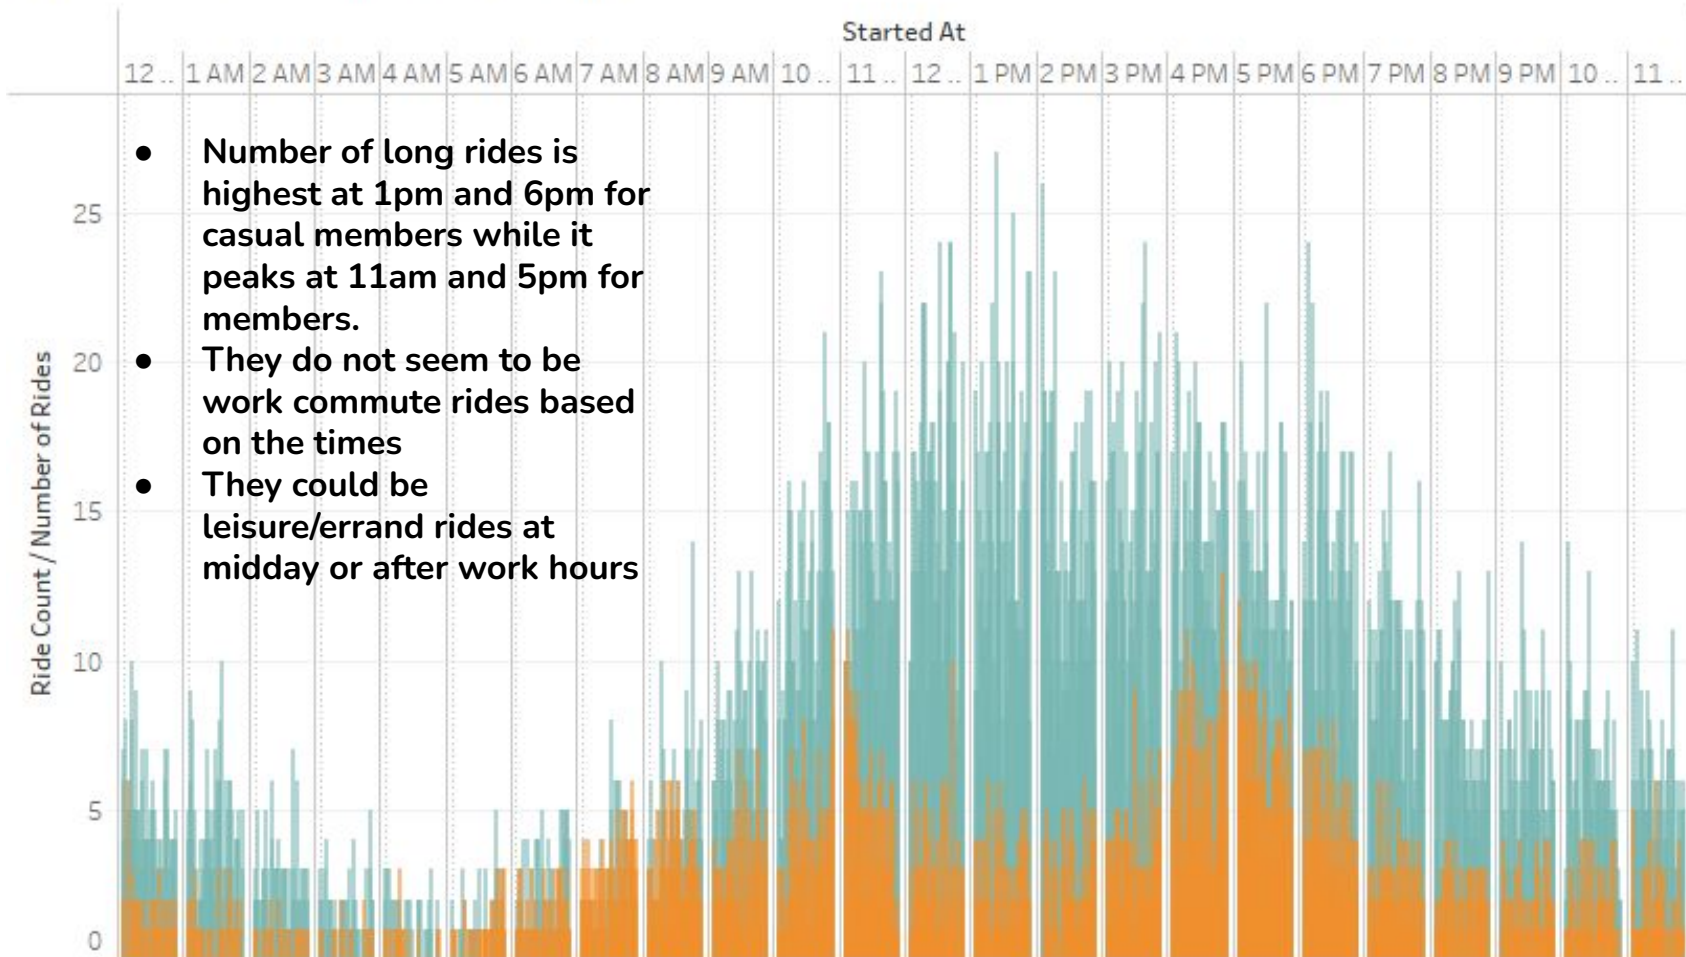 Started At
12 .. 1 AM 2 AM 3 AM 4 AM 5 AM 6 AM 7 AM 8 AM 9 AM 10 .. 11 .. 12 .. 1 PM 2 PM 3 PM 4 PM 5 PM 6 PM 7 PM 8 PM 9 PM 10 .. 11 ..
● Number of long rides is
highest at 1pm and 6pm for
casual members while it
peaks at 11am and 5pm for
members.
● They do not seem to be
work commute rides based
on the times
● They could be
leisure/errand rides at
midday or after work hours
Ride Count / Number of Rides
25
20
15
10
5
0